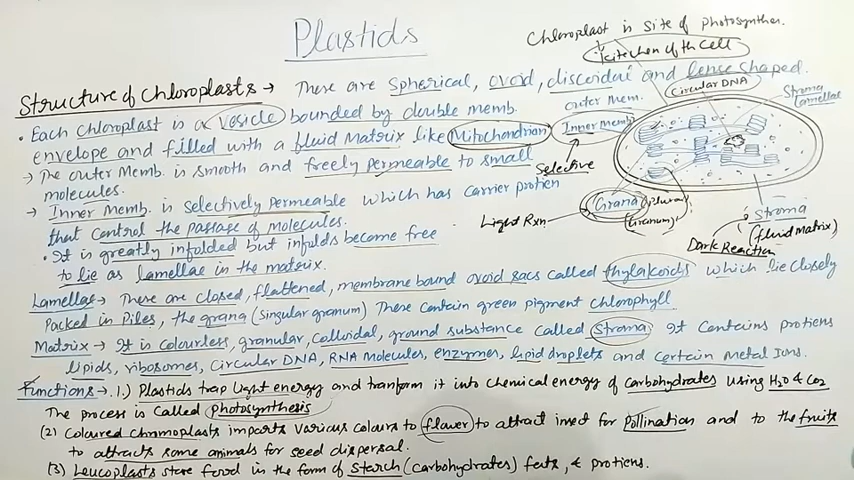 Plastids
Chloroplast is site of photosynther.
kitechen of th cell
Structure of Chloroplasts → There are Spherical, ovoid, discoidal and lense shaped.
Circular DNA
Stroma
lamellae
outer mem.
Inner memb
Selective
Grana (plural)
(granum)
Light Rxn
Stroma
(fluid matrix)
Dark Reaction
• Each Chloroplast is a vesicle bounded by double memb.
envelope and filled with a fluid Matrix like Mitochondrian
→ The outer Memb. is smooth and freely permeable to small
molecules.
→ Inner Memb. is selectively permeable which has carrier protien
that control the passage of molecules.
• It is greatly infolded but infolds become free
to lie as lamellae in the matrix.
Lamellae → There are closed, flattened, membrane bound ovoid sacs called thylakoids which lie closely
Packed in Piles, the grana (singular granum) These contain green pigment chlorophyll
Matrix → It is colourless, granular, colloidal, ground substance called Stroma. It Contains protiens
lipids, ribosomes, Circular DNA, RNA Molecules, enzymes, lipid droplets and certain Metal Ions.
Functions → 1.) Plastids trap light energy and tranform it into Chemical energy of Carbohydrates using H2O & CO2
The process is Called photosynthesis
(2) Coloured chromoplasts imparts various colours to flower to attract insect for Pollination and to the fruits
to attracts some animals for seed dispersal.
(3) Leucoplasts store food in the form of Starch (carbohydrates) fats, & protiens.